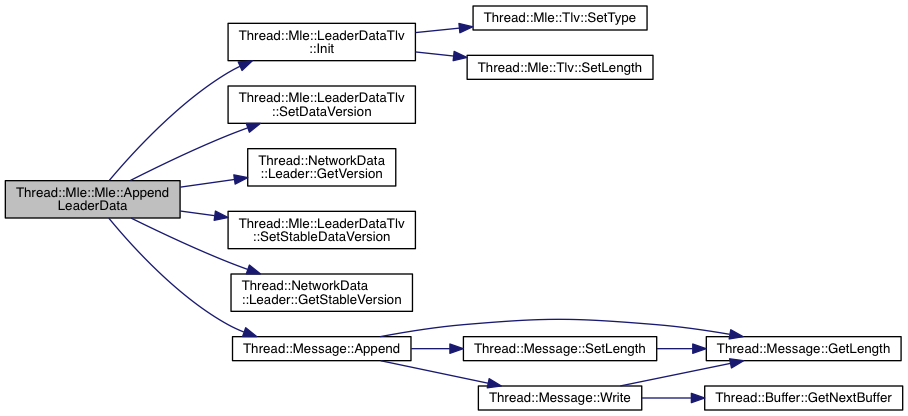 Thread::Mle::Mle::Append
LeaderData
Thread::Mle::LeaderDataTlv
::Init
Thread::Mle::Tlv::SetType
Thread::Mle::Tlv::SetLength
Thread::Mle::LeaderDataTlv
::SetDataVersion
Thread::NetworkData
::Leader::GetVersion
Thread::Mle::LeaderDataTlv
::SetStableDataVersion
Thread::NetworkData
::Leader::GetStableVersion
Thread::Message::Append
Thread::Message::SetLength
Thread::Message::GetLength
Thread::Message::Write
Thread::Buffer::GetNextBuffer